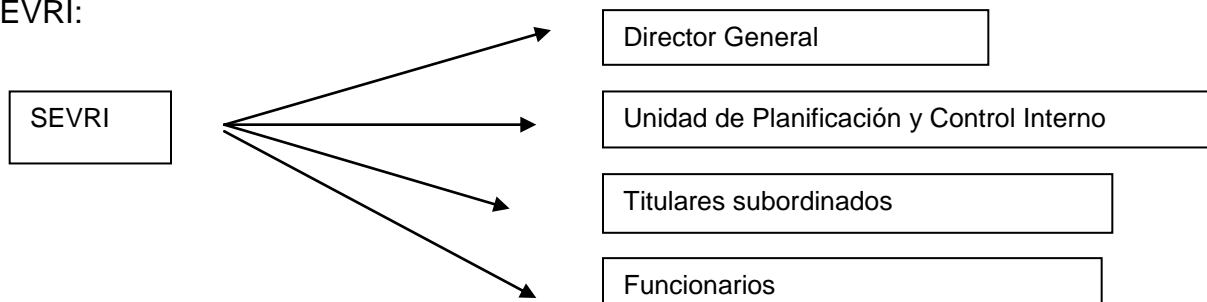 EVRI:
Director General
SEVRI
Unidad de Planificación y Control Interno
Titulares subordinados
Funcionarios